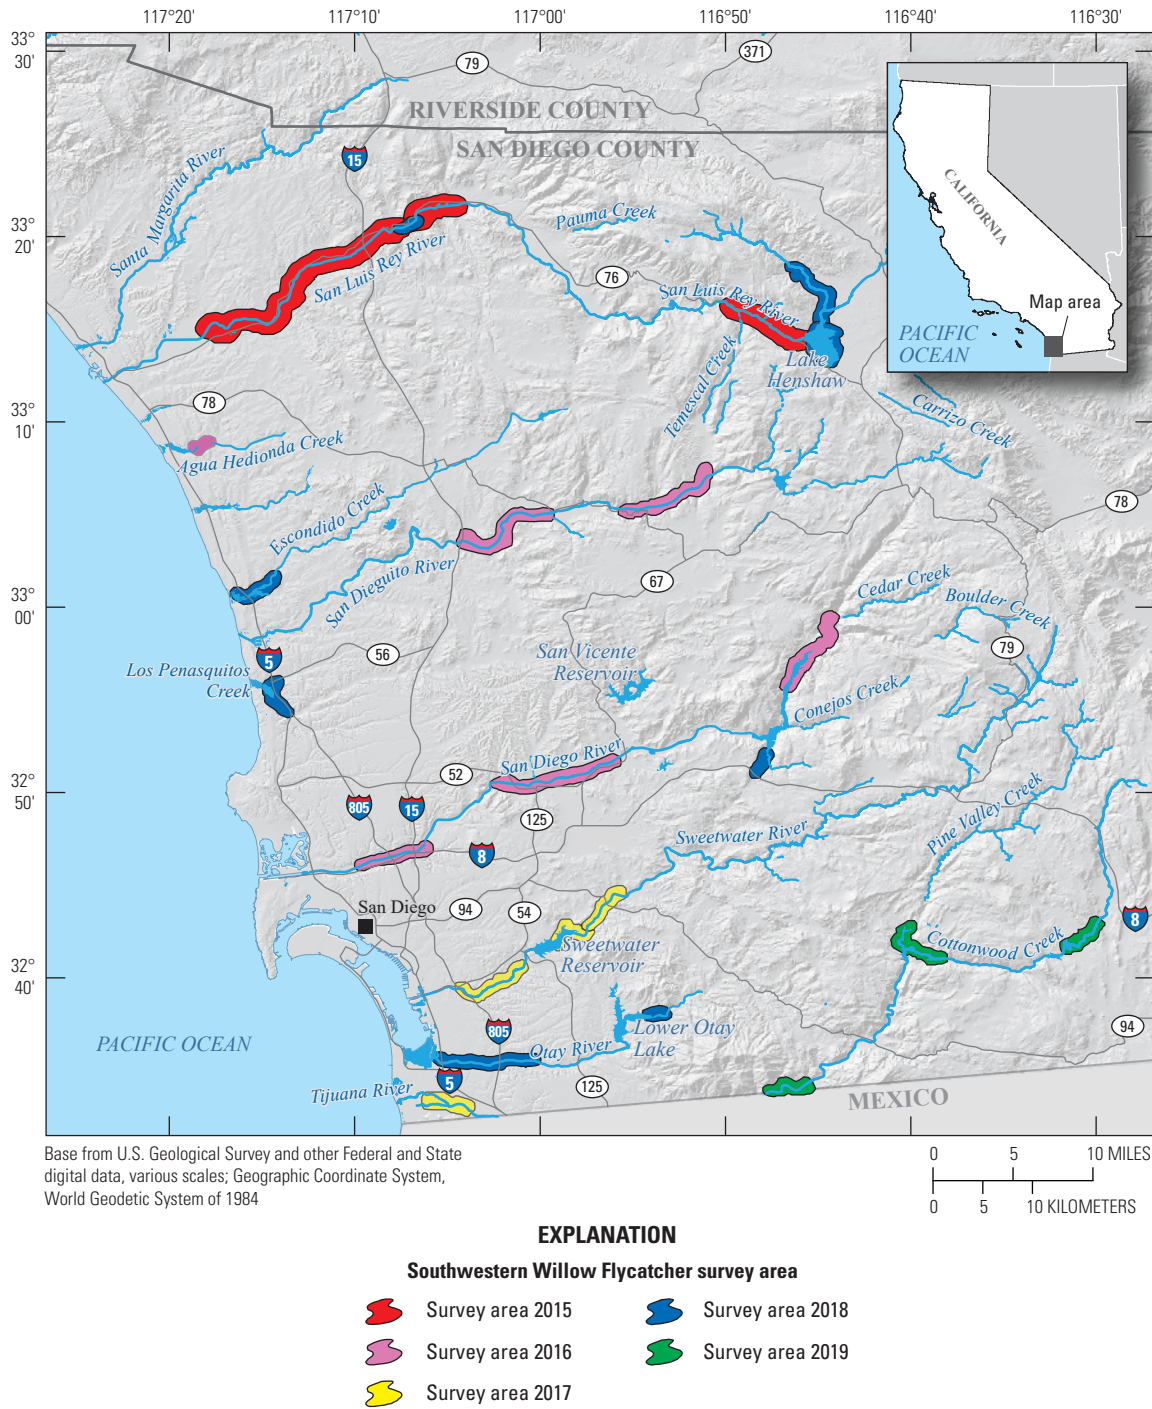 117°20'
117°10'
117°00'
116°50'
116°40'
116°30'
33°
30'
79
371
RIVERSIDE COUNTY
SAN DIEGO COUNTY
15
Santa Margarita River
CALIFORNIA
Map area
PACIFIC
OCEAN
33°
20'
Pauma Creek
San Luis Rey River
76
San Luis Rey River
Lake
Henshaw
Temescal Creek
Carrizo Creek
33°
10'
78
Agua Hedionda Creek
Escondido Creek
78
San Dieguito River
67
33°
00'
Cedar Creek
Boulder Creek
79
5
56
San Vicente
Reservoir
Los Penasquitos
Creek
Conejos Creek
San Diego River
52
32°
50'
805
15
125
8
Sweetwater River
Pine Valley Creek
San Diego
94
54
8
Sweetwater
Reservoir
Cottonwood Creek
32°
40'
805
Lower Otay
Lake
94
PACIFIC OCEAN
Otay River
5
125
Tijuana River
MEXICO
Base from U.S. Geological Survey and other Federal and State
digital data, various scales; Geographic Coordinate System,
World Geodetic System of 1984
0 5 10 MILES
0 5 10 KILOMETERS
EXPLANATION
Southwestern Willow Flycatcher survey area
Survey area 2015
Survey area 2018
Survey area 2016
Survey area 2019
Survey area 2017